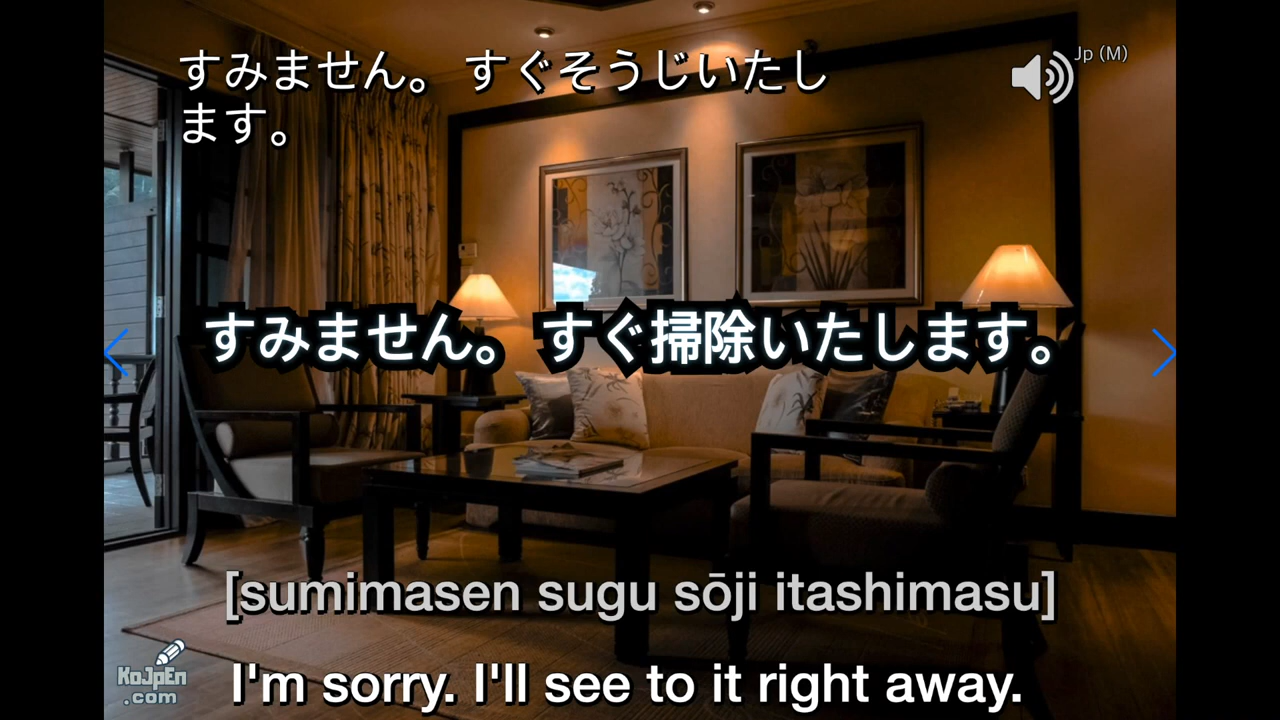 すみません。 すぐそうじいたし
ます。
Jp (M)
すみません。 すぐ掃除いたします。
[sumimasen sugu sōji itashimasu]
I'm sorry. I'll see to it right away.
KoJpEn
.com